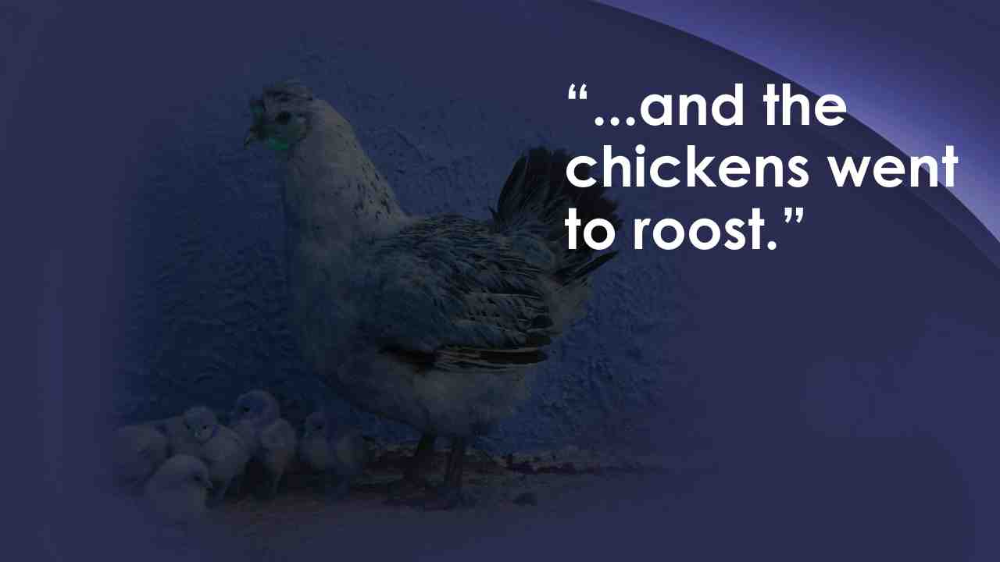 “...and the
chickens went
to roost.”